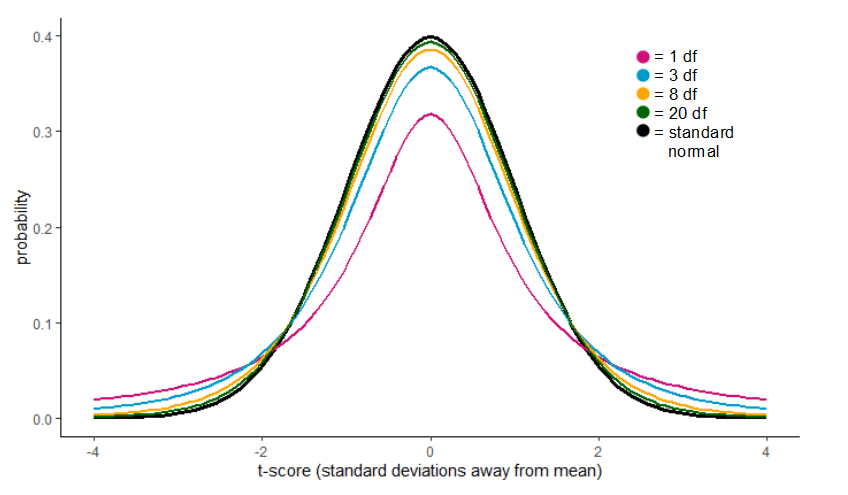 0.4
0.3
0.2
0.1
0.0
probability
= 1 df
= 3 df
= 8 df
= 20 df
= standard
normal
-4 -2 0 2 4
t-score (standard deviations away from mean)